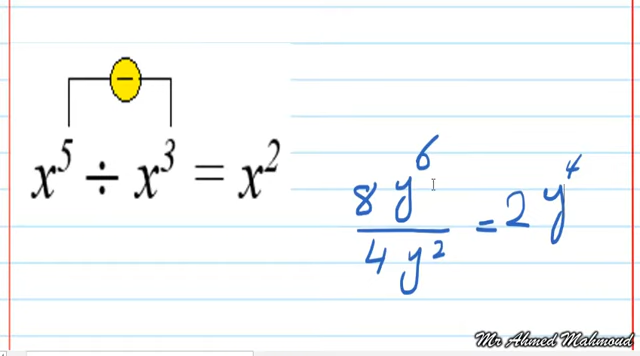 −
x⁵ ÷ x³ = x²
8y⁶ / 4y² = 2y⁴
Mr Ahmed Mahmoud